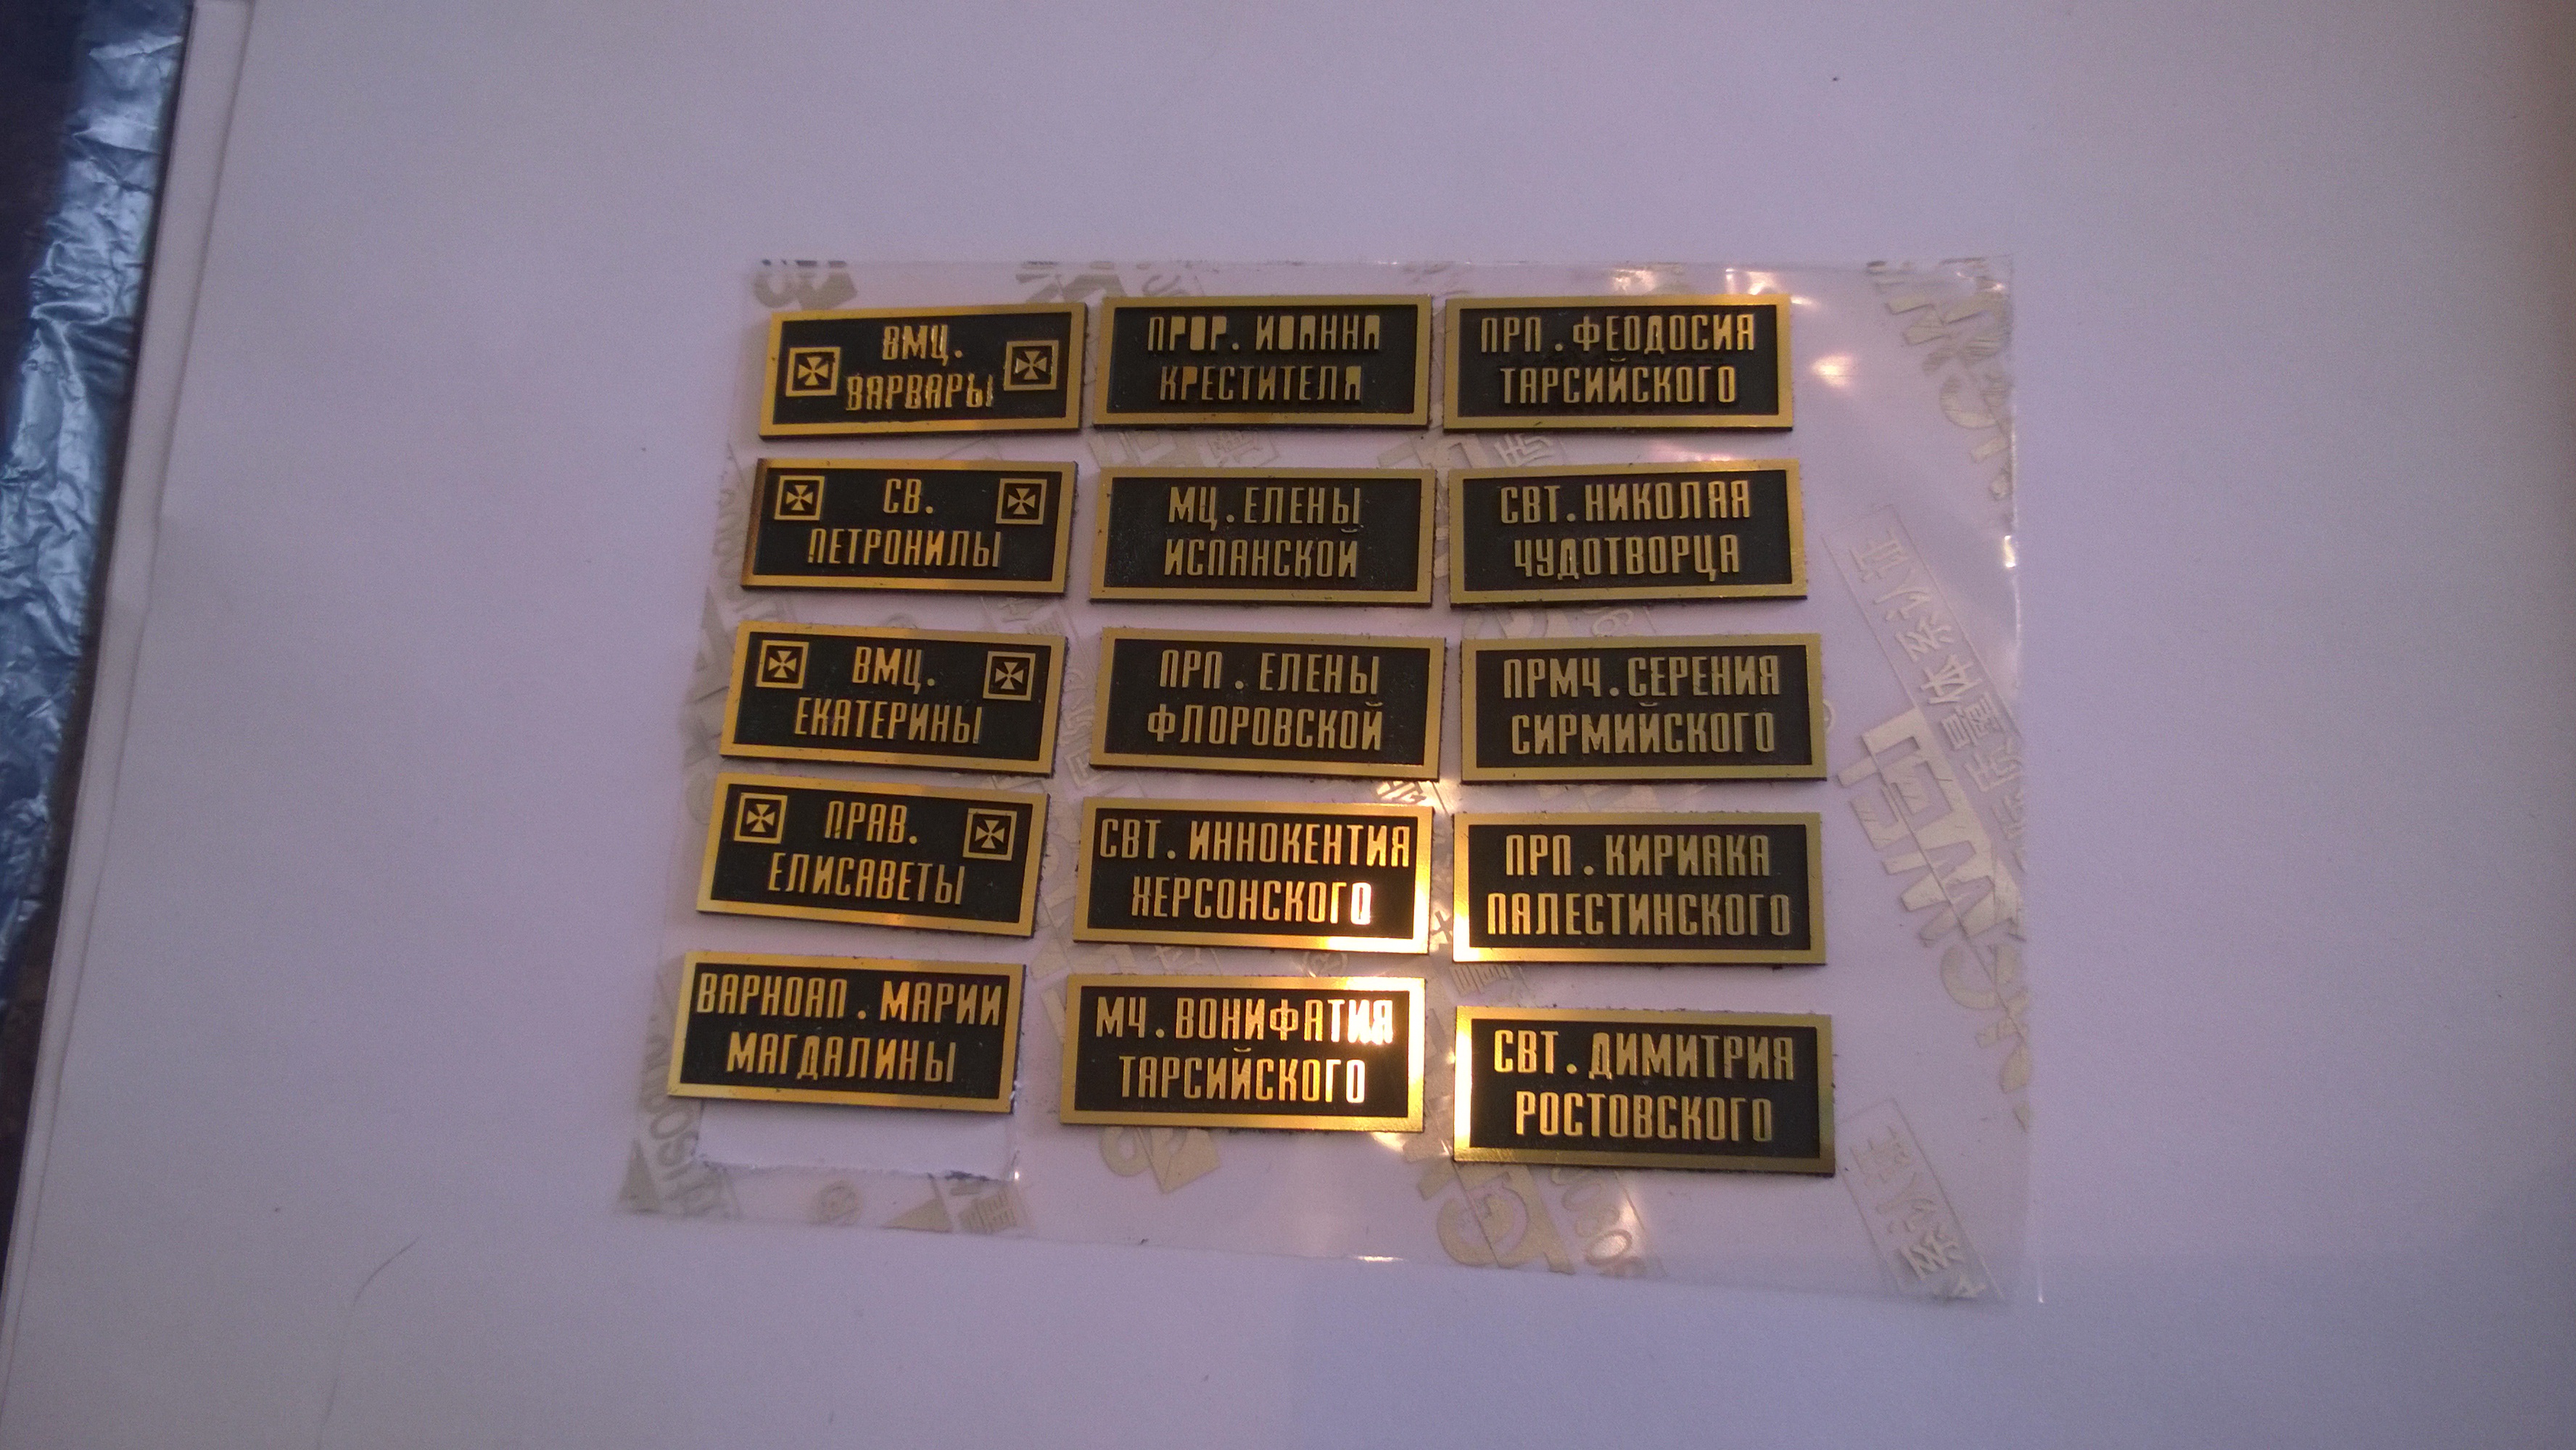 ВМЦ.
ВАРВАРЫ
ПРОР. ИОАННА
КРЕСТИТЕЛЯ
ПРП. ФЕОДОСИЯ
ТАРСИЙСКОГО
СВ.
ПЕТРОНИЛЫ
МЦ. ЕЛЕНЫ
ИСПАНСКОЙ
СВТ. НИКОЛАЯ
ЧУДОТВОРЦА
ВМЦ.
ЕКАТЕРИНЫ
ПРП. ЕЛЕНЫ
ФЛОРОВСКОЙ
ПРМЧ. СЕРЕНИЯ
СИРМИЙСКОГО
ПРАВ.
ЕЛИСАВЕТЫ
СВТ. ИННОКЕНТИЯ
ХЕРСОНСКОГО
ПРП. КИРИАКА
ПАЛЕСТИНСКОГО
ВАРНОАП. МАРИИ
МАГДАЛИНЫ
МЧ. ВОНИФАТИЯ
ТАРСИЙСКОГО
СВТ. ДИМИТРИЯ
РОСТОВСКОГО